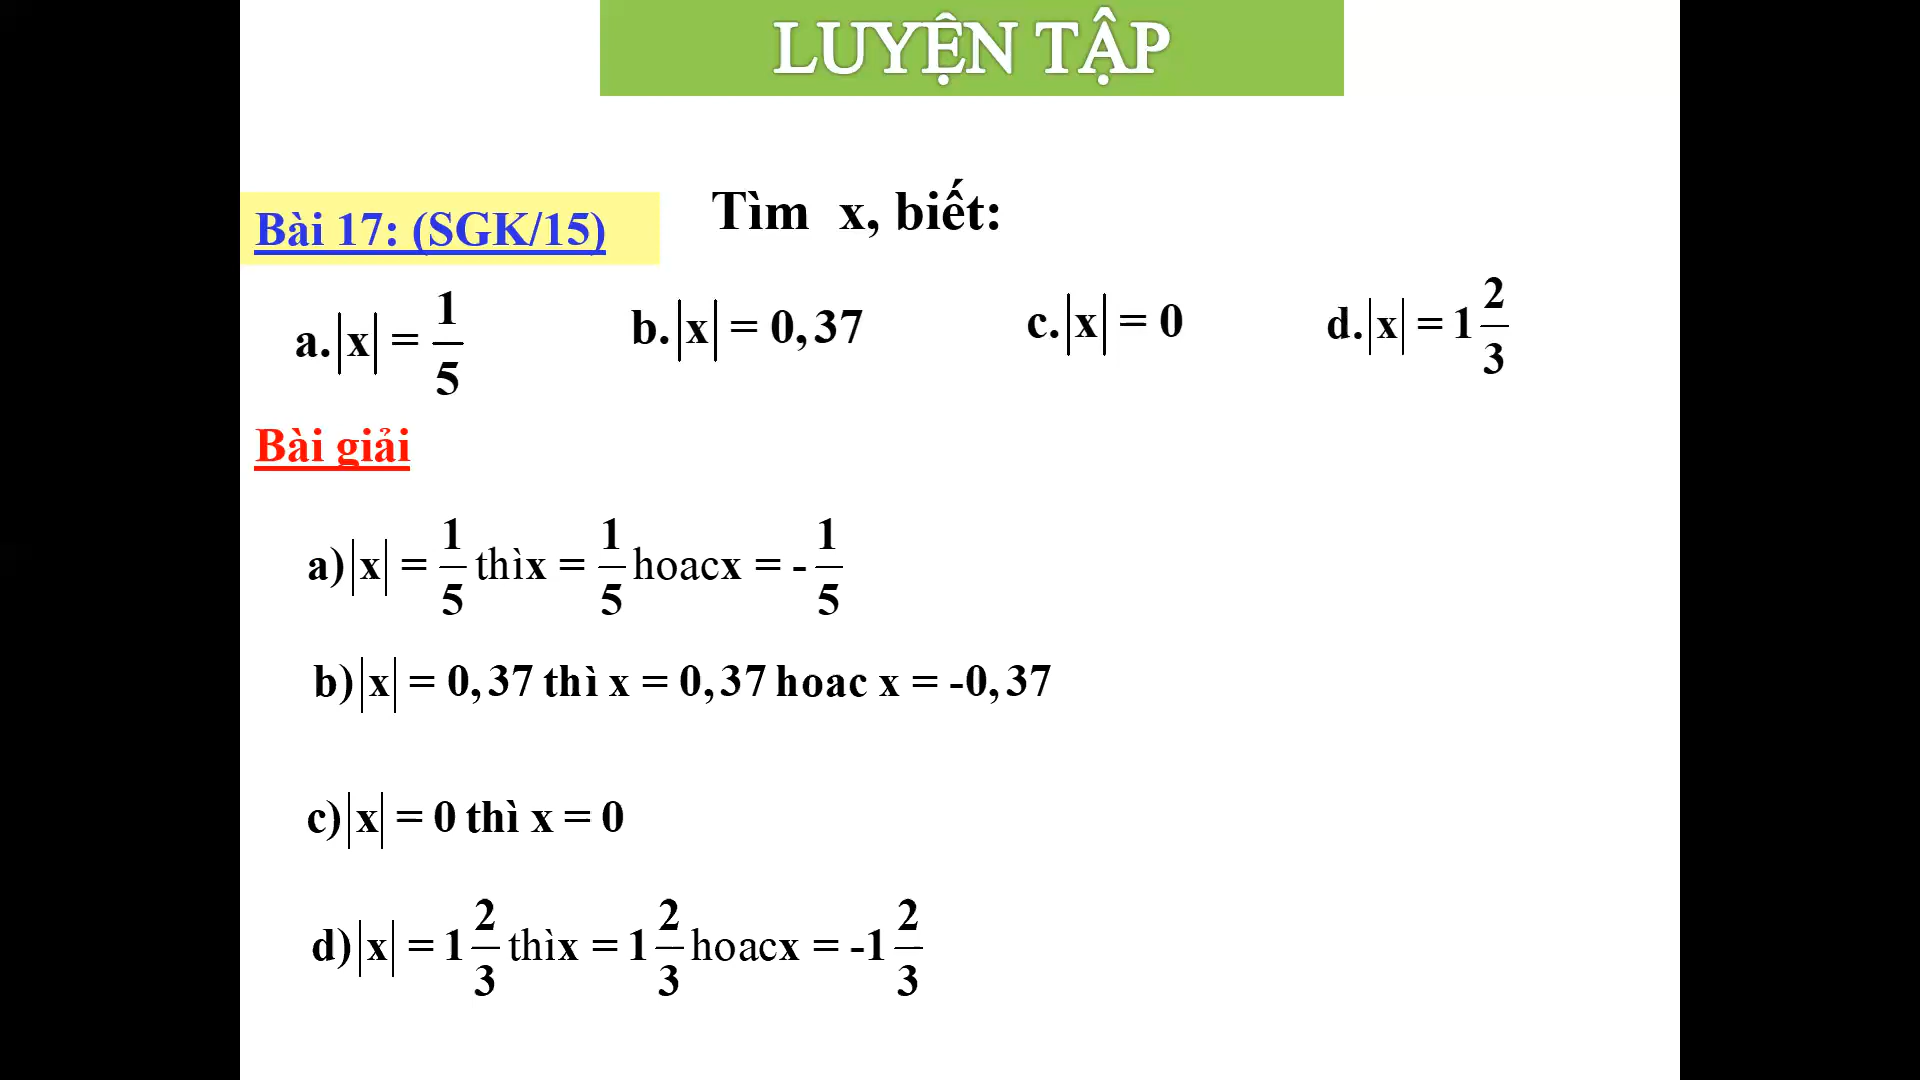 LUYỆN TẬP
Bài 17: (SGK/15) Tìm x, biết:
a.|x| = 1/5 b.|x| = 0,37 c.|x| = 0 d.|x| = 1 2/3
Bài giải
a)|x| = 1/5 thìx = 1/5 hoacx = - 1/5
b)|x| = 0,37 thì x = 0,37 hoac x = -0,37
c)|x| = 0 thì x = 0
d)|x| = 1 2/3 thìx = 1 2/3 hoacx = -1 2/3